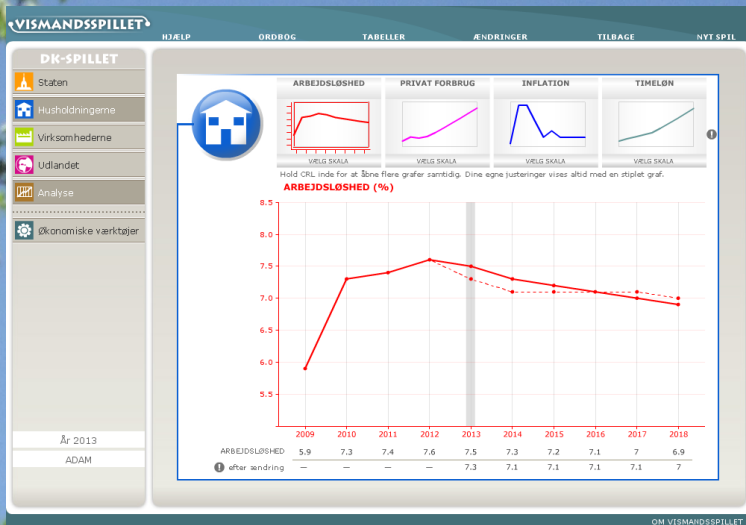 VISMANDSSPILLET
HJÆLP ORDBOG TABELLER ÆNDRINGER TILBAGE NYT SPIL
DK-SPILLET
Staten
Husholdningerne
Virksomhederne
Udlandet
Analyse
Økonomiske værktøjer
År 2013
ADAM
ARBEJDSLØSHED PRIVAT FORBRUG INFLATION TIMELØN
VÆLG SKALA VÆLG SKALA VÆLG SKALA VÆLG SKALA
Hold CRL inde for at åbne flere grafer samtidig. Dine egne justeringer vises altid med en stiplet graf.
ARBEJDSLØSHED (%)
8.5
8.0
7.5
7.0
6.5
6.0
5.5
2009 2010 2011 2012 2013 2014 2015 2016 2017 2018
ARBEJDSLØSHED 5.9 7.3 7.4 7.6 7.5 7.3 7.2 7.1 7 6.9
! efter ændring — — — — 7.3 7.1 7.1 7.1 7.1 7
OM VISMANDSSPILLET